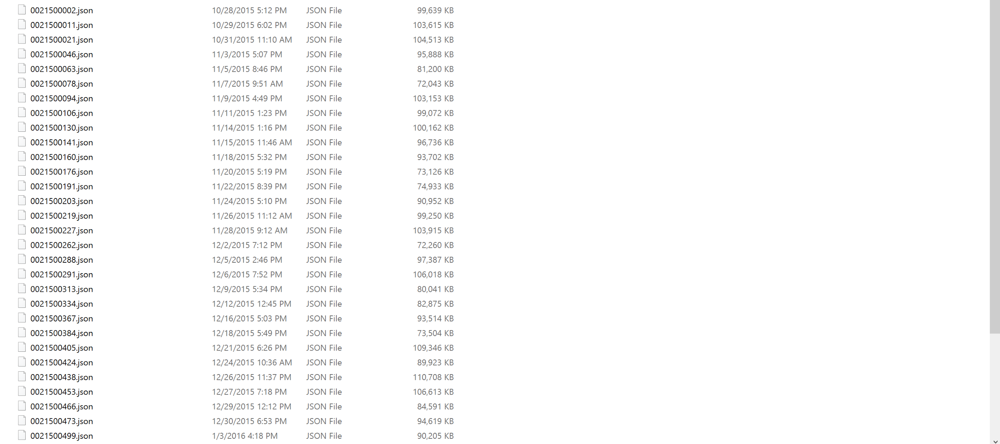 0021500002.json 10/28/2015 5:12 PM JSON File 99,639 KB
0021500011.json 10/29/2015 6:02 PM JSON File 103,615 KB
0021500021.json 10/31/2015 11:10 AM JSON File 104,513 KB
0021500046.json 11/3/2015 5:07 PM JSON File 95,888 KB
0021500063.json 11/5/2015 8:46 PM JSON File 81,200 KB
0021500078.json 11/7/2015 9:51 AM JSON File 72,043 KB
0021500094.json 11/9/2015 4:49 PM JSON File 103,153 KB
0021500106.json 11/11/2015 1:23 PM JSON File 99,072 KB
0021500130.json 11/14/2015 1:16 PM JSON File 100,162 KB
0021500141.json 11/15/2015 11:46 AM JSON File 96,736 KB
0021500160.json 11/18/2015 5:32 PM JSON File 93,702 KB
0021500176.json 11/20/2015 5:19 PM JSON File 73,126 KB
0021500191.json 11/22/2015 8:39 PM JSON File 74,933 KB
0021500203.json 11/24/2015 5:10 PM JSON File 90,952 KB
0021500219.json 11/26/2015 11:12 AM JSON File 99,250 KB
0021500227.json 11/28/2015 9:12 AM JSON File 103,915 KB
0021500262.json 12/2/2015 7:12 PM JSON File 72,260 KB
0021500288.json 12/5/2015 2:46 PM JSON File 97,387 KB
0021500291.json 12/6/2015 7:52 PM JSON File 106,018 KB
0021500313.json 12/9/2015 5:34 PM JSON File 80,041 KB
0021500334.json 12/12/2015 12:45 PM JSON File 82,875 KB
0021500367.json 12/16/2015 5:03 PM JSON File 93,514 KB
0021500384.json 12/18/2015 5:49 PM JSON File 73,504 KB
0021500405.json 12/21/2015 6:26 PM JSON File 109,346 KB
0021500424.json 12/24/2015 10:36 AM JSON File 89,923 KB
0021500438.json 12/26/2015 11:37 PM JSON File 110,708 KB
0021500453.json 12/27/2015 7:18 PM JSON File 106,613 KB
0021500466.json 12/29/2015 12:12 PM JSON File 84,591 KB
0021500473.json 12/30/2015 6:53 PM JSON File 94,619 KB
0021500499.json 1/3/2016 4:18 PM JSON File 90,205 KB